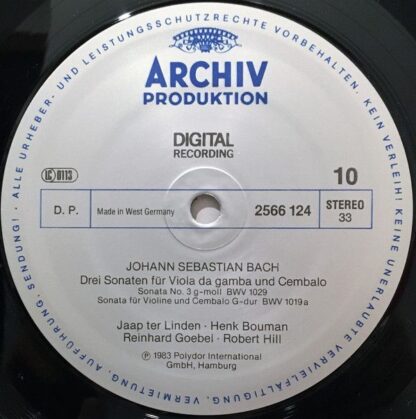 ALLE URHEBER- UND LEISTUNGSSCHUTZRECHTE VORBEHALTEN. KEIN VERLEIH! KEINE UNERLAUBTE VERVIELFÄLTIGUNG, VERMIETUNG, AUFFÜHRUNG, SENDUNG!
ARCHIV
PRODUKTION
DIGITAL
RECORDING
LC 0113
10
D. P.
Made in West Germany
2566 124
STEREO
33
JOHANN SEBASTIAN BACH
Drei Sonaten für Viola da gamba und Cembalo
Sonata No. 3 g-moll BWV 1029
Sonata für Violine und Cembalo G-dur BWV 1019a
Jaap ter Linden · Henk Bouman
Reinhard Goebel · Robert Hill
Ⓟ 1983 Polydor International
GmbH, Hamburg